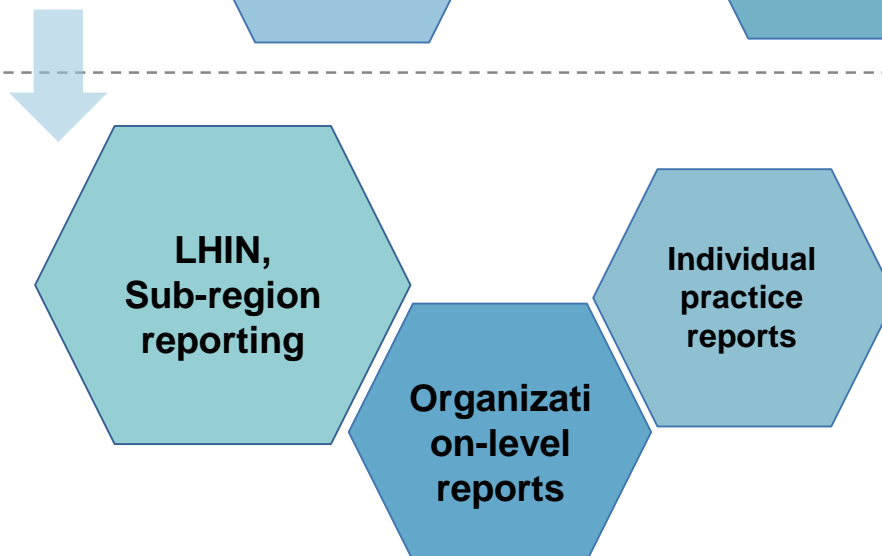 LHIN,
Sub-region
reporting
Organizati
on-level
reports
Individual
practice
reports